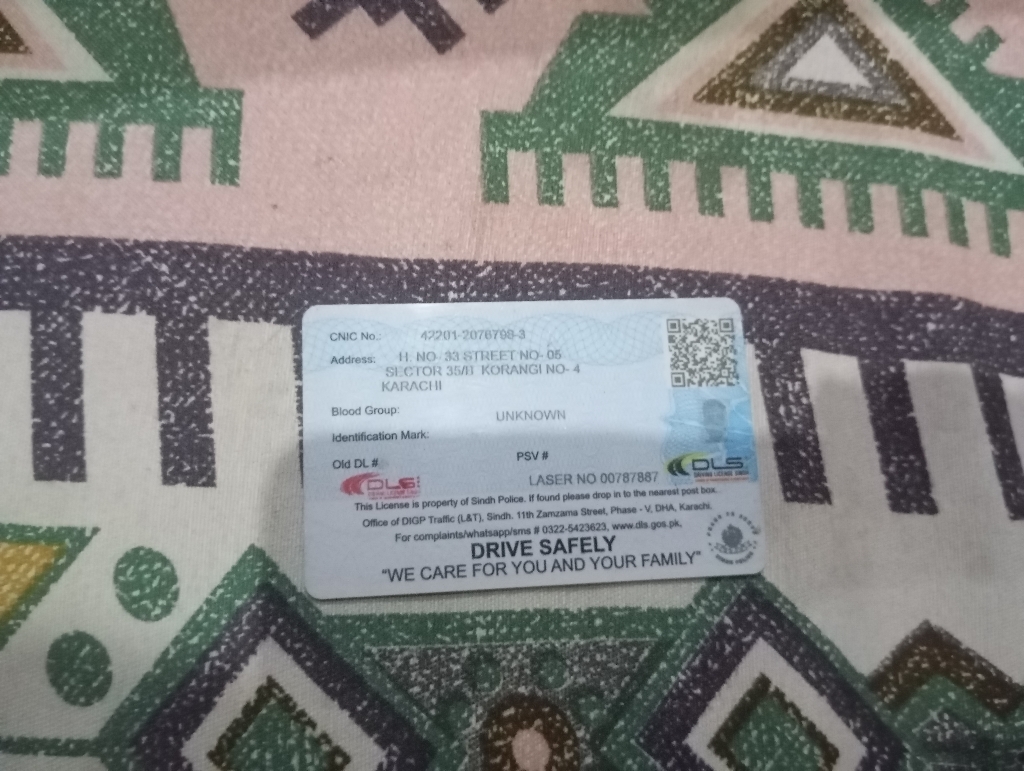 CNIC No.: 42201-2076798-3
Address: H. NO- 33 STREET NO- 05
SECTOR 35/B KORANGI NO- 4
KARACHI
Blood Group: UNKNOWN
Identification Mark:
Old DL # PSV #
LASER NO 00787887
DLS
DRIVING LICENSE SINDH
DLS
This License is property of Sindh Police. If found please drop in to the nearest post box.
Office of DIGP Traffic (L&T), Sindh. 11th Zamzama Street, Phase - V, DHA, Karachi.
For complaints/whatsapp/sms # 0322-5423623, www.dls.gos.pk,
DRIVE SAFELY
"WE CARE FOR YOU AND YOUR FAMILY"